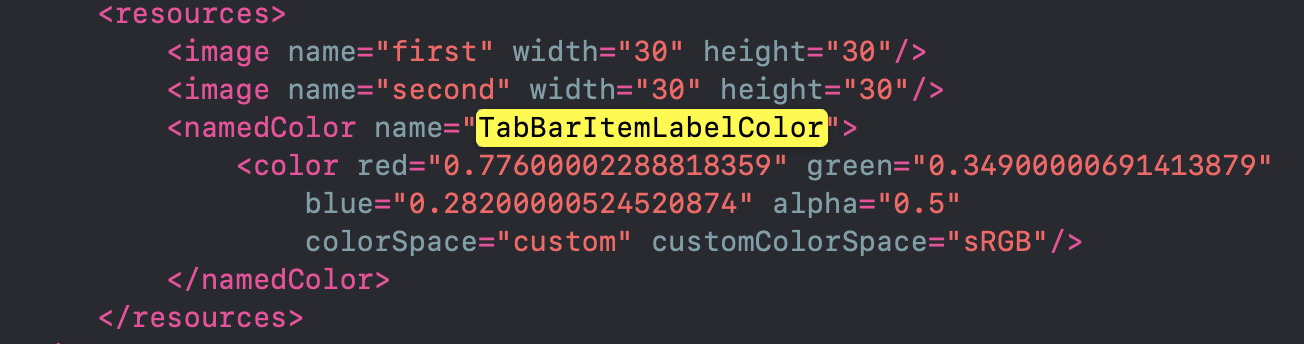 <resources>
<image name="first" width="30" height="30"/>
<image name="second" width="30" height="30"/>
<namedColor name="TabBarItemLabelColor">
<color red="0.77600002288818359" green="0.34900000691413879"
blue="0.28200000524520874" alpha="0.5"
colorSpace="custom" customColorSpace="sRGB"/>
</namedColor>
</resources>